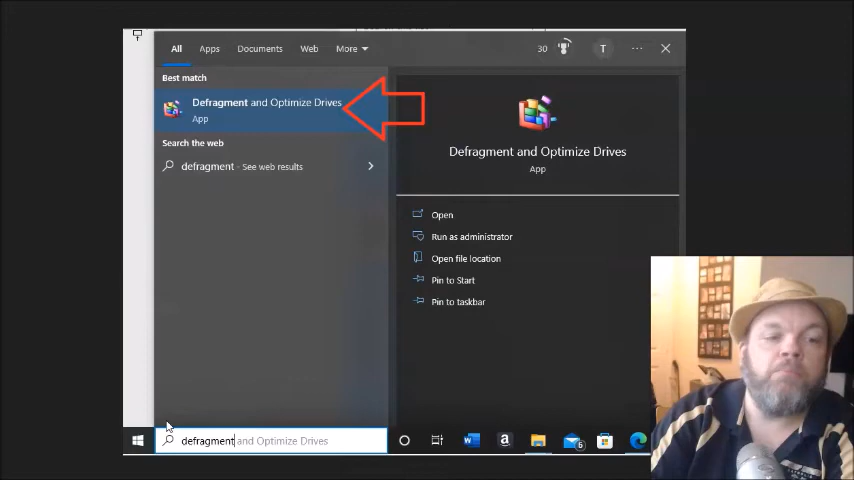 All Apps Documents Web More 30 T ...
Best match
Defragment and Optimize Drives
App
Search the web
defragment - See web results
Defragment and Optimize Drives
App
Open
Run as administrator
Open file location
Pin to Start
Pin to taskbar
defragment and Optimize Drives
6